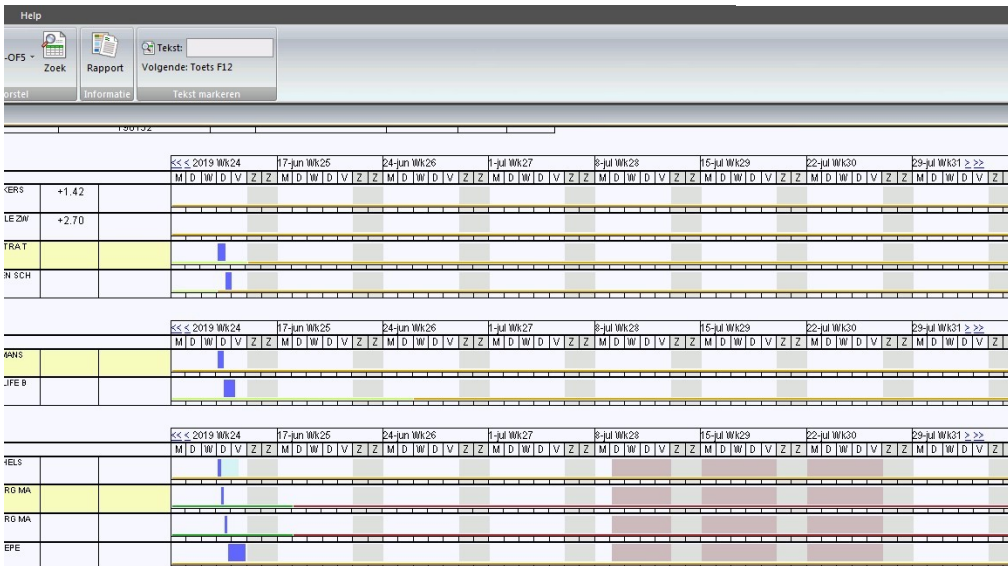 Help
-OF5
Zoek
Rapport
Tekst:
Volgende: Toets F12
orstel
Informatie
Tekst markeren
190152
<< < 2019 Wk24 17-jun Wk25 24-jun Wk26 1-jul Wk27 8-jul Wk28 15-jul Wk29 22-jul Wk30 29-jul Wk31 > >>
M D W D V Z Z M D W D V Z Z M D W D V Z Z M D W D V Z Z M D W D V Z Z M D W D V Z Z M D W D V Z Z M D W D V Z
KERS +1.42
LE ZW +2.70
TRA T
EN SCH
<< < 2019 Wk24 17-jun Wk25 24-jun Wk26 1-jul Wk27 8-jul Wk28 15-jul Wk29 22-jul Wk30 29-jul Wk31 > >>
M D W D V Z Z M D W D V Z Z M D W D V Z Z M D W D V Z Z M D W D V Z Z M D W D V Z Z M D W D V Z Z M D W D V Z
MANS
LIFE B
<< < 2019 Wk24 17-jun Wk25 24-jun Wk26 1-jul Wk27 8-jul Wk28 15-jul Wk29 22-jul Wk30 29-jul Wk31 > >>
M D W D V Z Z M D W D V Z Z M D W D V Z Z M D W D V Z Z M D W D V Z Z M D W D V Z Z M D W D V Z Z M D W D V Z
HELS
RG MA
RG MA
EPE